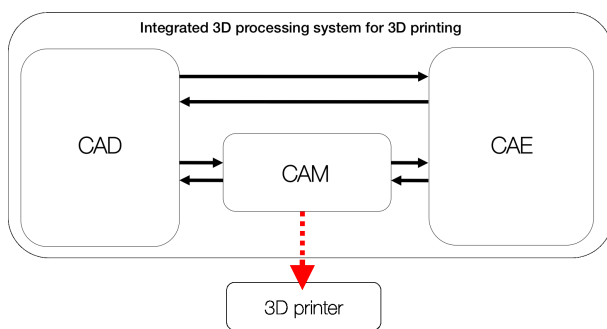 Integrated 3D processing system for 3D printing
CAD
CAE
CAM
3D printer